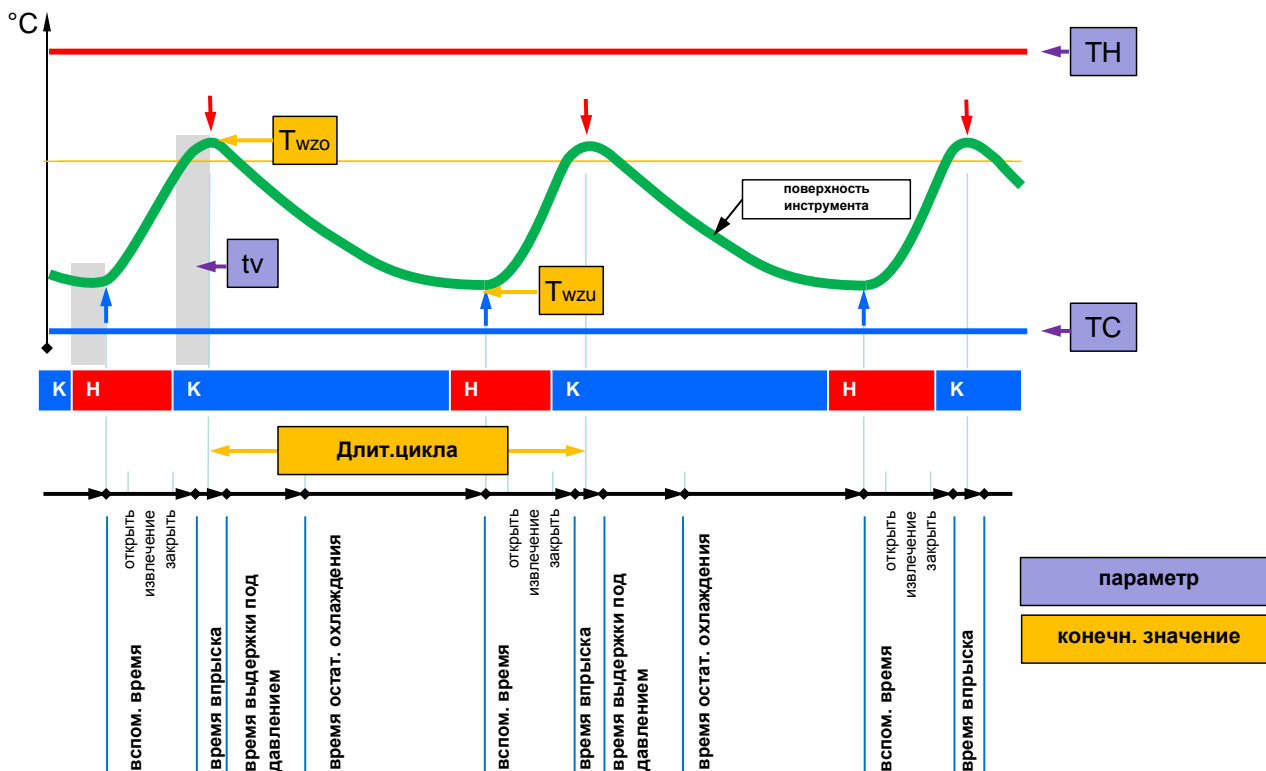 °C
TH
Twzo
поверхность
инструмента
tv
Twzu
TC
K
H
K
H
K
H
K
Длит.цикла
открыть
извлечение
закрыть
открыть
извлечение
закрыть
открыть
извлечение
закрыть
вспом. время
время впрыска
время выдержки под
давлением
время остат. охлаждения
вспом. время
время впрыска
время выдержки под
давлением
время остат. охлаждения
вспом. время
время впрыска
параметр
конечн. значение